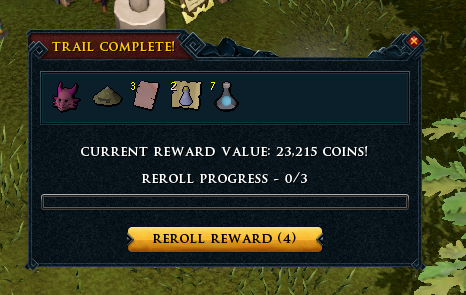 TRAIL COMPLETE!
3 2 7
CURRENT REWARD VALUE: 23,215 COINS!
REROLL PROGRESS - 0/3
REROLL REWARD (4)